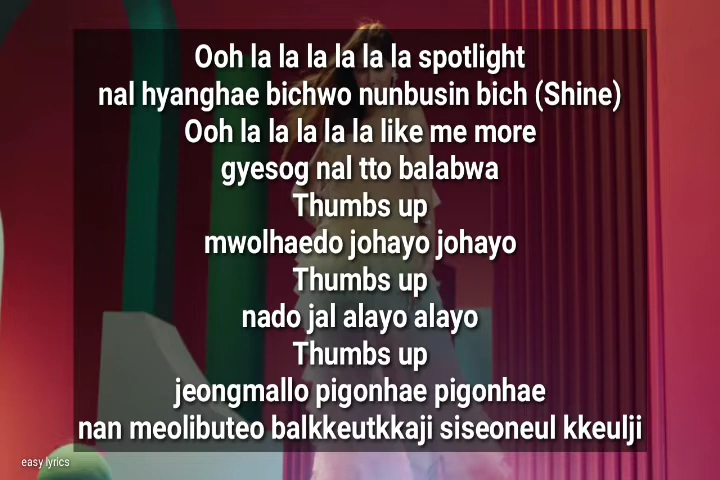 Ooh la la la la la la spotlight
nal hyanghae bichwo nunbusin bich (Shine)
Ooh la la la la la like me more
gyesog nal tto balabwa
Thumbs up
mwolhaedo johayo johayo
Thumbs up
nado jal alayo alayo
Thumbs up
jeongmallo pigonhae pigonhae
nan meolibuteo balkkeutkkaji siseoneul kkeulji
easy lyrics